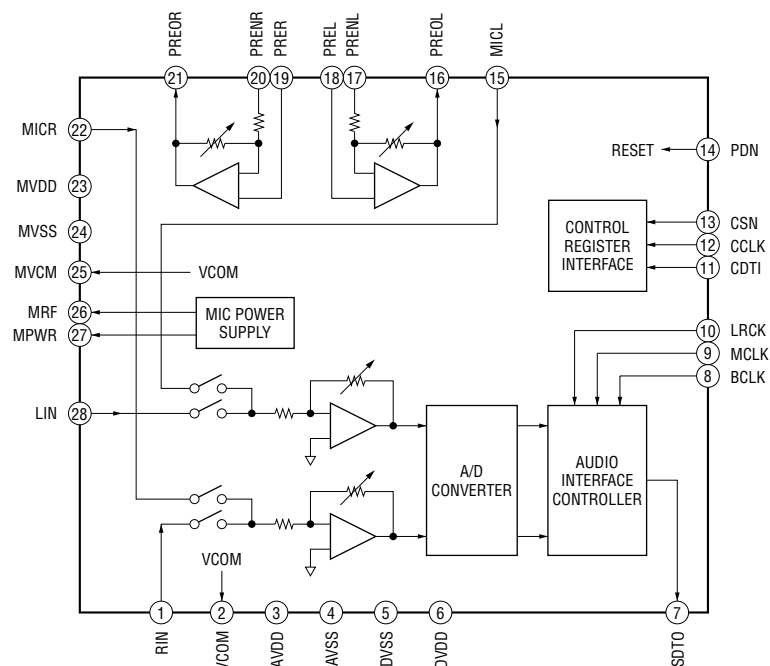 PREOR PRENR PRER PREL PRENL PREOL MICL
21 20 19 18 17 16 15
MICR 22
MVDD 23
MVSS 24
MVCM 25 VCOM
MRF 26
MPWR 27
MIC POWER
SUPPLY
LIN 28
RESET 14 PDN
CONTROL
REGISTER
INTERFACE
13 CSN
12 CCLK
11 CDTI
10 LRCK
9 MCLK
8 BCLK
A/D
CONVERTER
AUDIO
INTERFACE
CONTROLLER
VCOM
1 2 3 4 5 6 7
RIN VCOM AVDD AVSS DVSS DVDD SDTO